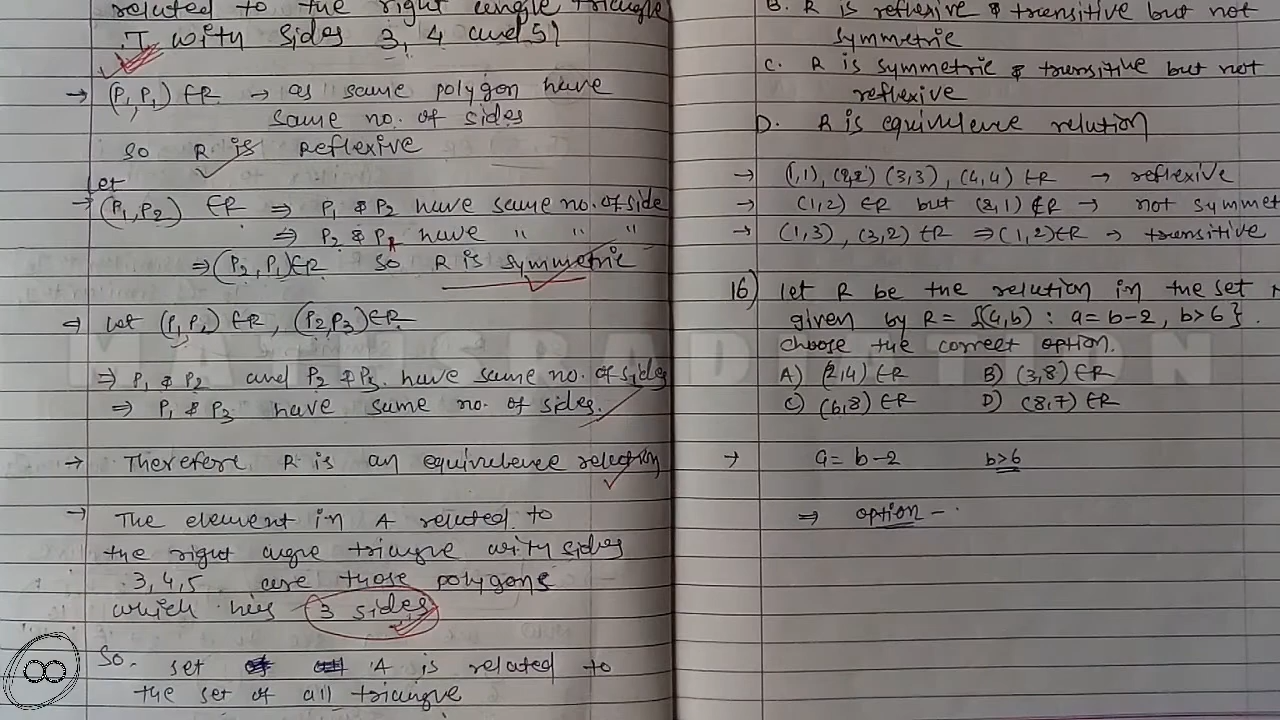 related to the right angle triangle
T with sides 3, 4 and 5)
→ (P₁, P₁) ∈R → as same polygon have
same no. of sides
so R is Reflexive
let
→ (P₁, P₂) ∈R ⇒ P₁ & P₂ have same no. of side
⇒ P₂ & P₁ have " " "
⇒ (P₂, P₁)∈R so R is symmetric
⇒ let (P₁P₂) ∈R, (P₂P₃)∈R
⇒ P₁ & P₂ and P₂ & P₃ have same no. of sides
⇒ P₁ & P₃ have same no. of sides.
→ Therefore R is an equivalence relation
→ The element in A related to
the right angle triangle with sides
3, 4, 5 are those polygons
which has 3 sides
So. set A is related to
the set of all triangle
B. R is reflexive & transitive but not
symmetric
C. R is symmetric & transitive but not
reflexive
D. R is equivalence relation
→ (1,1), (2,2) (3,3), (4,4) ∈R → reflexive
→ (1,2) ∈R but (2,1) ∉R → not symmet
→ (1,3), (3,2) ∈R ⇒(1,2)∈R → transitive
16) let R be the relation in the set N
given by R= {(a,b) : a= b-2, b>6}.
choose the correct option.
A) (2,4) ∈R B) (3,8) ∈R
C) (6,8) ∈R D) (8,7) ∈R
→ a= b-2 b>6
⇒ option -